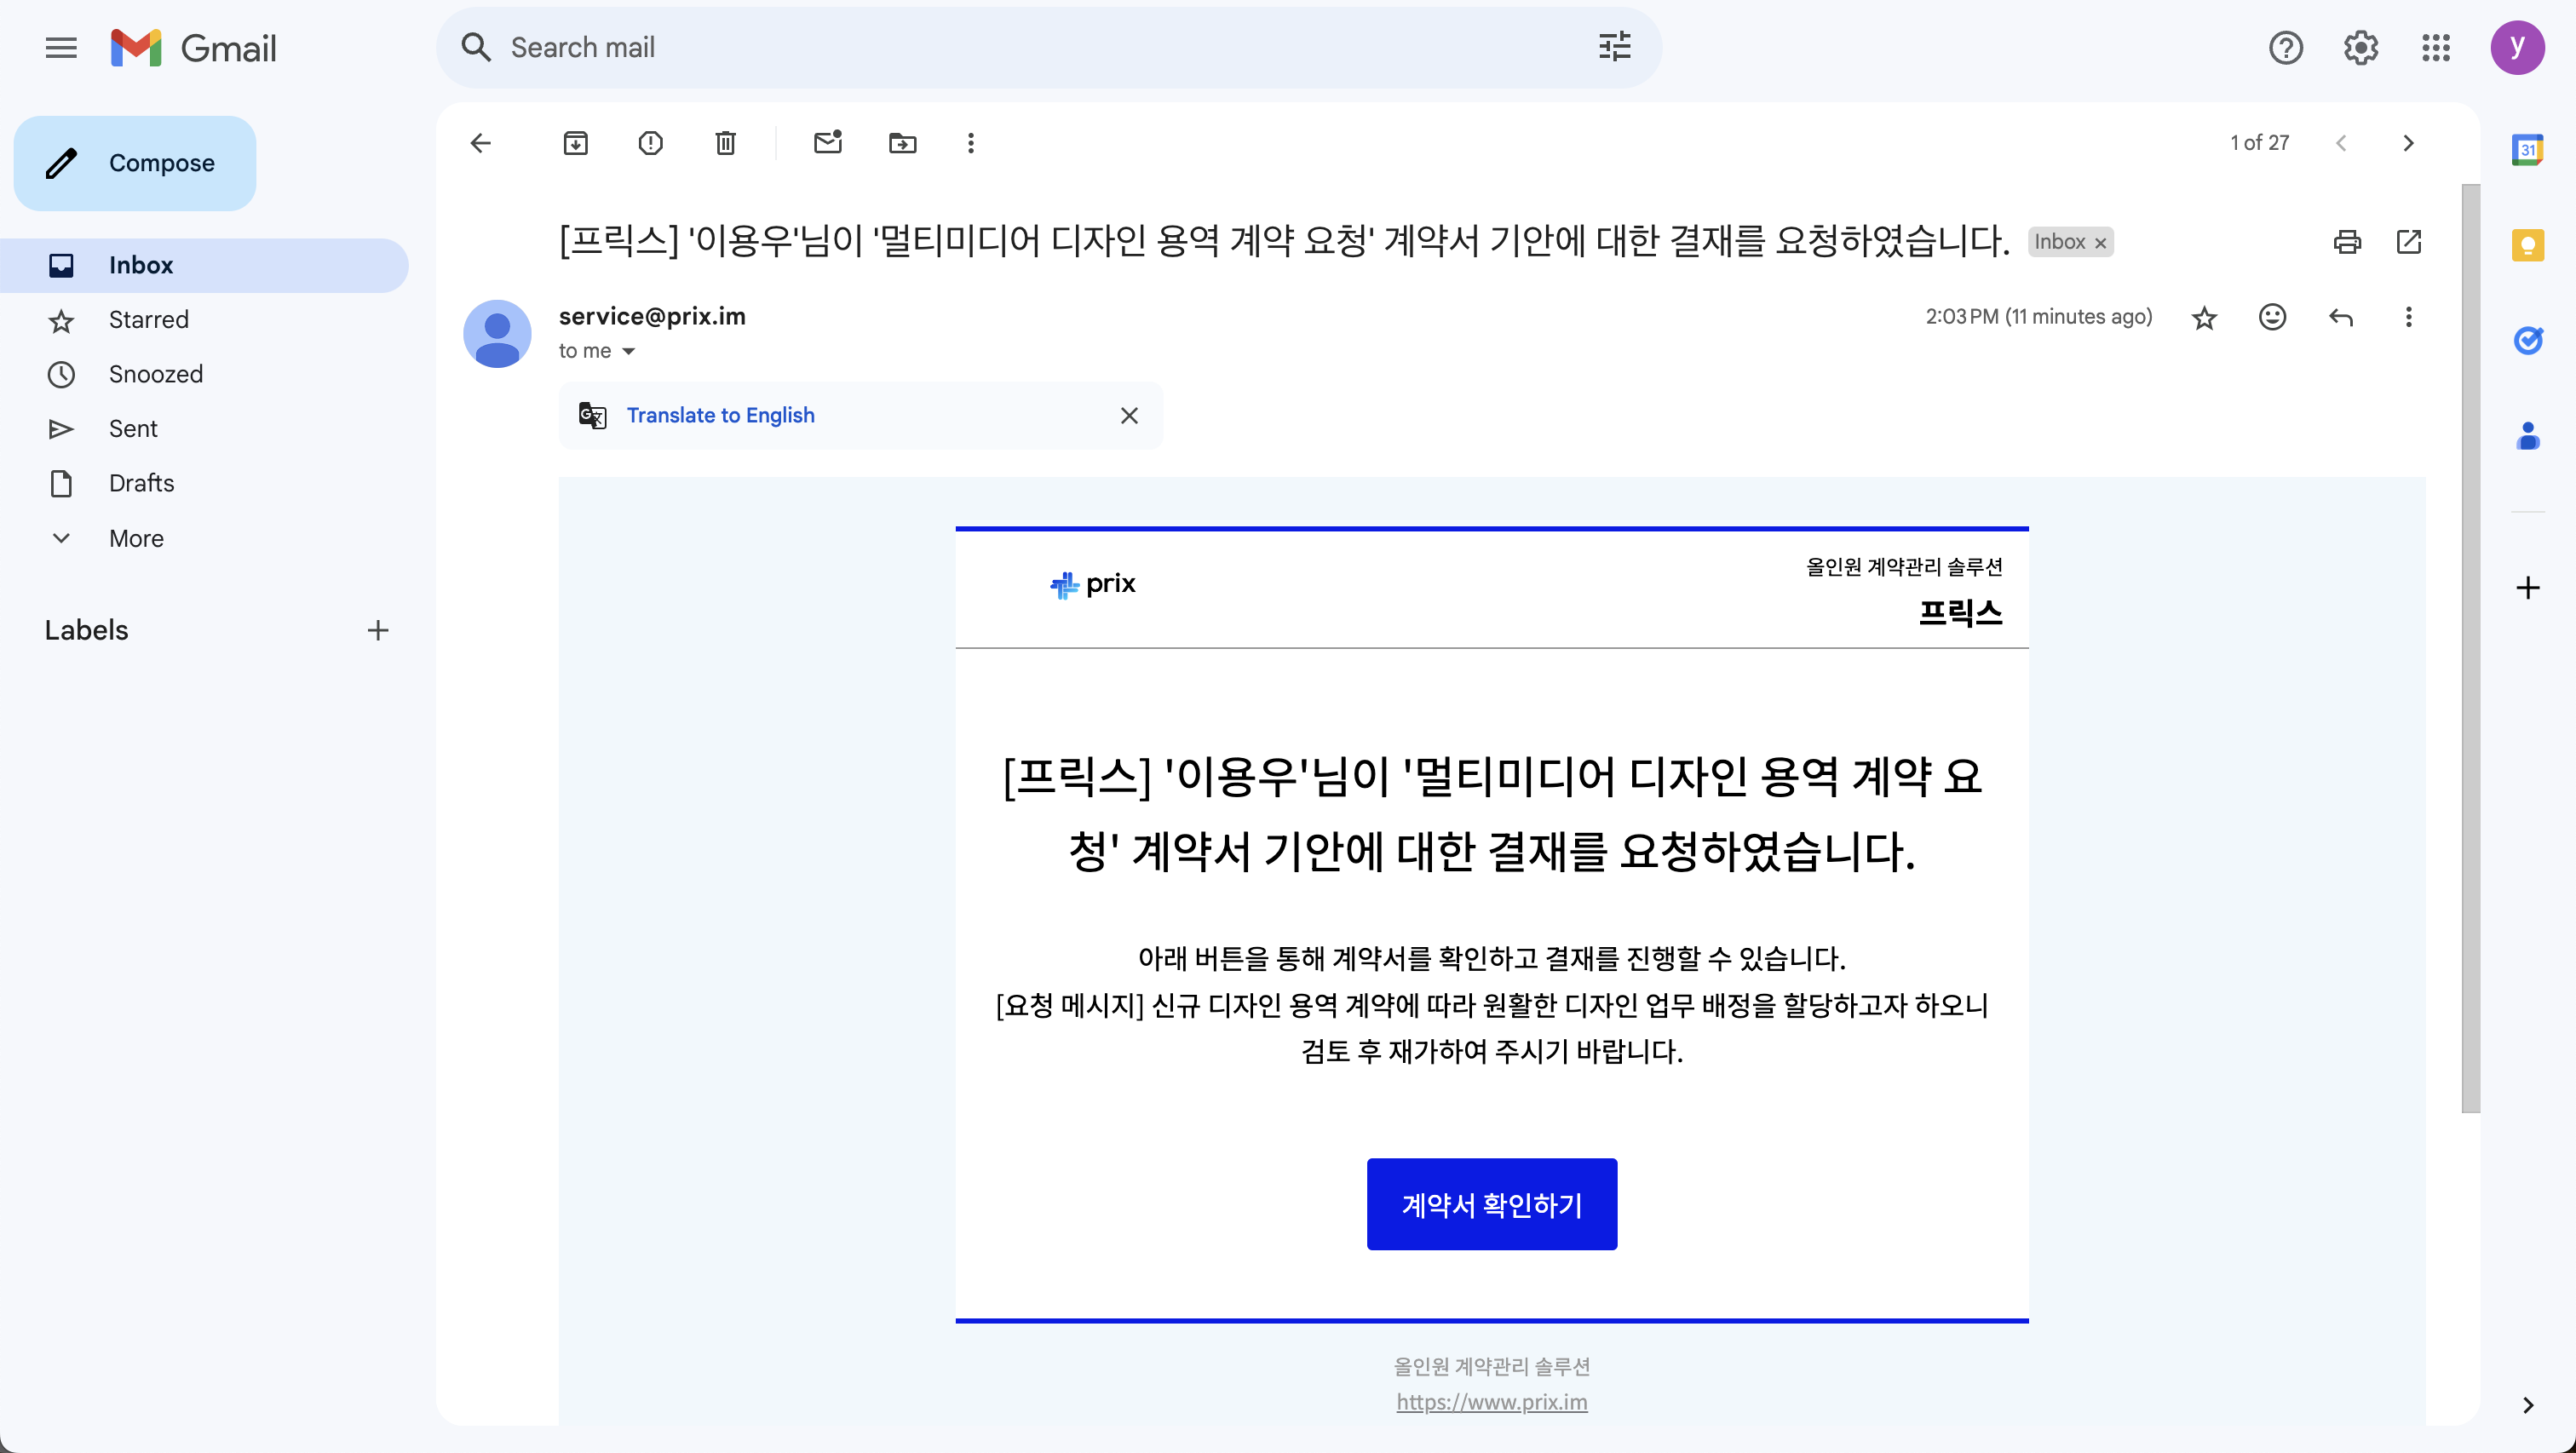 Gmail
Search mail
y
Compose
1 of 27
31
Inbox
Starred
Snoozed
Sent
Drafts
More
Labels
[프릭스] '이용우'님이 '멀티미디어 디자인 용역 계약 요청' 계약서 기안에 대한 결재를 요청하였습니다.
Inbox ×
service@prix.im
2:03 PM (11 minutes ago)
to me
Translate to English
prix
올인원 계약관리 솔루션
프릭스
[프릭스] '이용우'님이 '멀티미디어 디자인 용역 계약 요
청' 계약서 기안에 대한 결재를 요청하였습니다.
아래 버튼을 통해 계약서를 확인하고 결재를 진행할 수 있습니다.
[요청 메시지] 신규 디자인 용역 계약에 따라 원활한 디자인 업무 배정을 할당하고자 하오니
검토 후 재가하여 주시기 바랍니다.
계약서 확인하기
올인원 계약관리 솔루션
https://www.prix.im